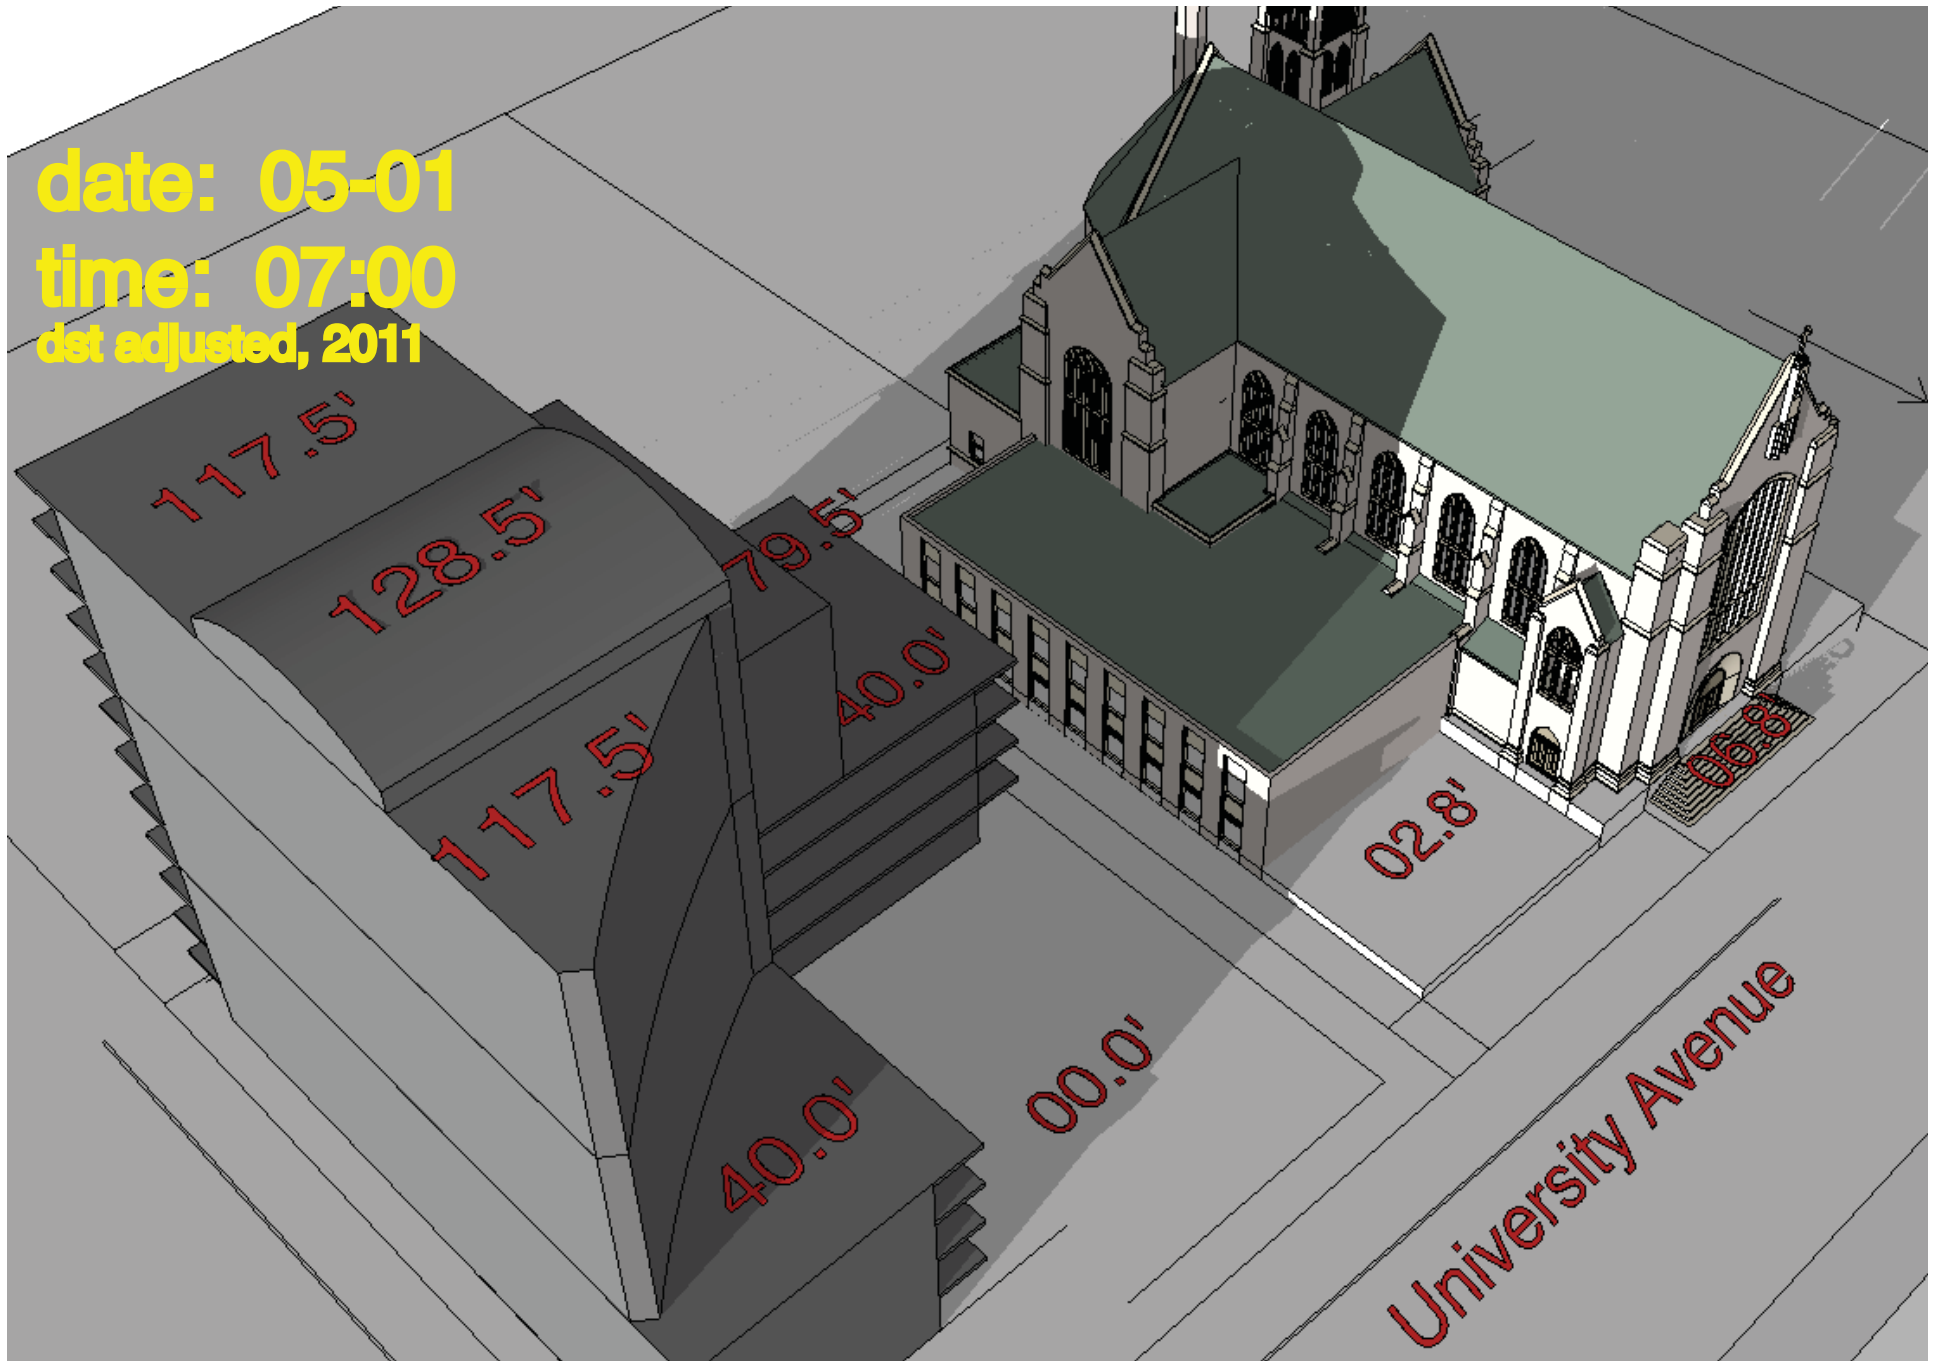 date: 05-01
time: 07:00
dst adjusted, 2011
117.5'
128.5'
79.5'
117.5'
40.0'
06.8'
02.8'
00.0'
40.0'
University Avenue